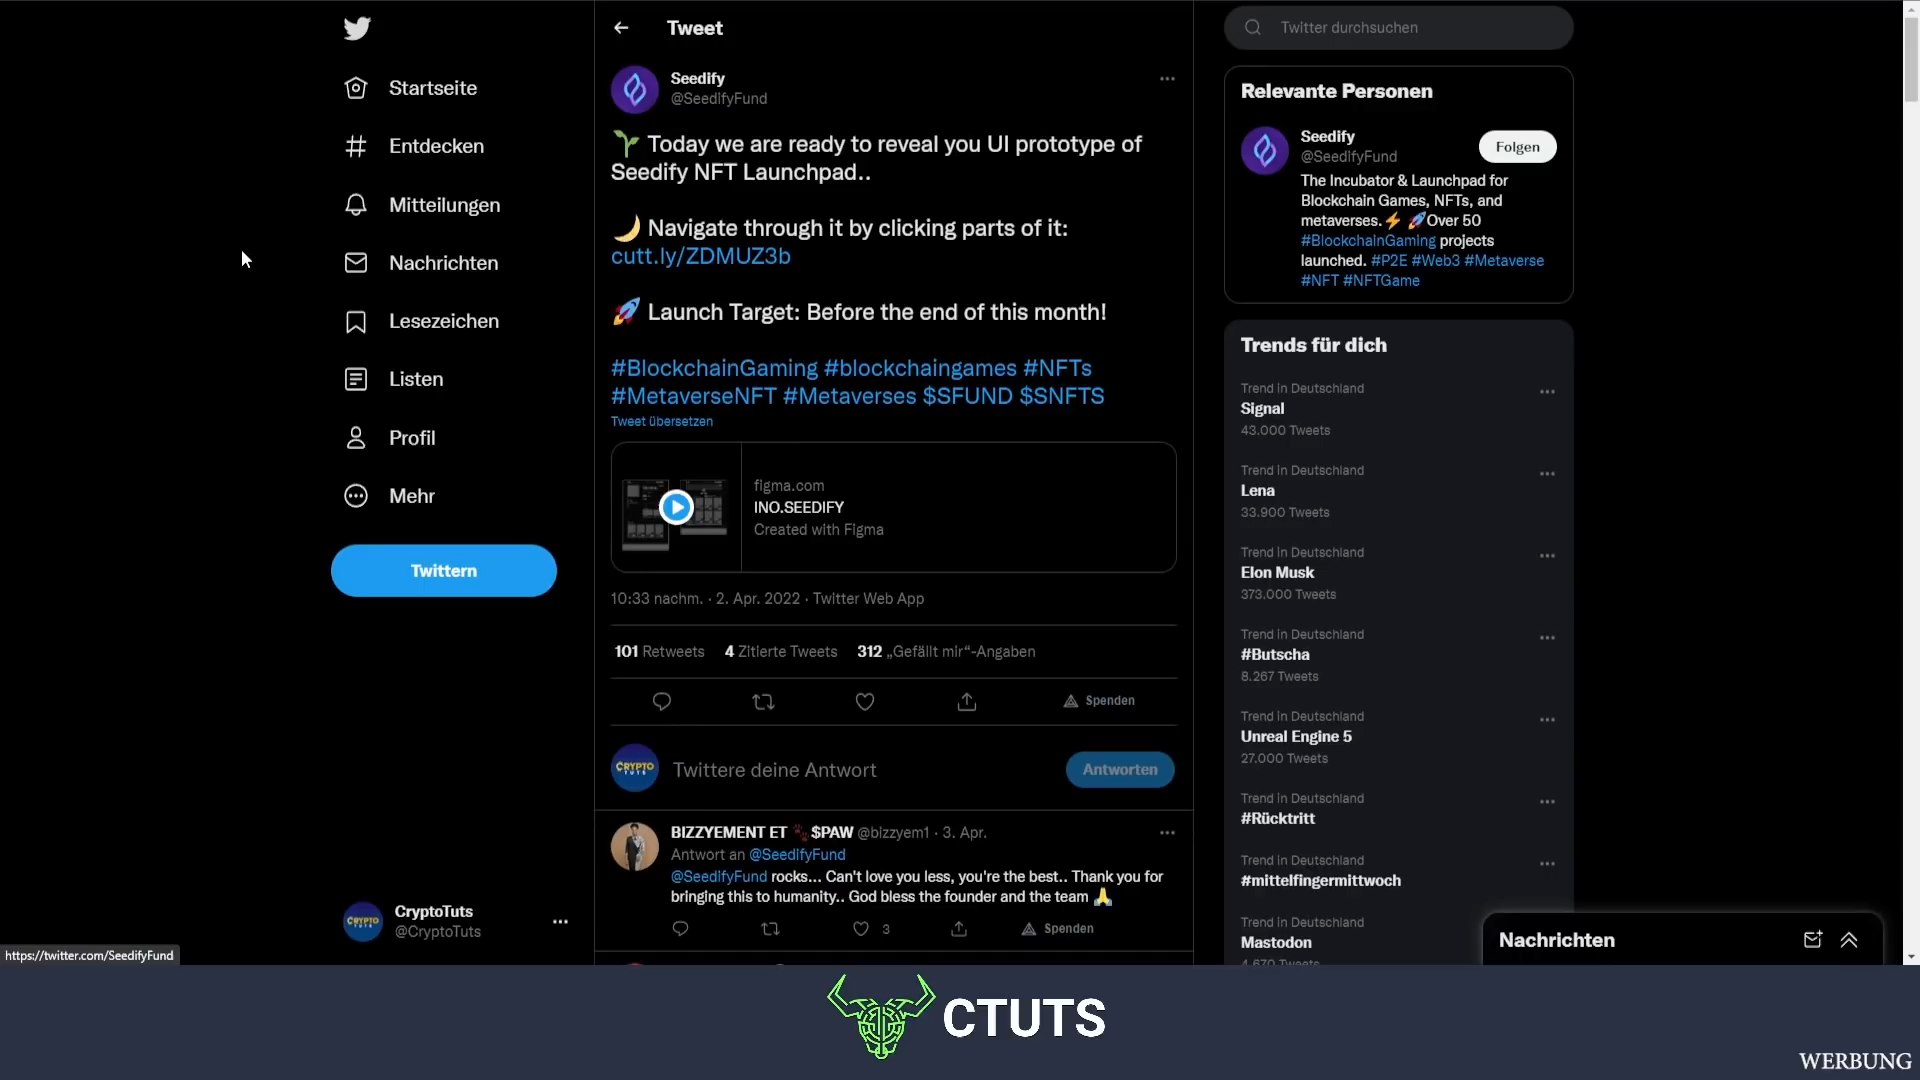 Startseite
Entdecken
Mitteilungen
Nachrichten
Lesezeichen
Listen
Profil
Mehr
Twittern
CryptoTuts
@CryptoTuts
https://twitter.com/SeedifyFund
Tweet
Seedify
@SeedifyFund
Today we are ready to reveal you UI prototype of
Seedify NFT Launchpad..
Navigate through it by clicking parts of it:
cutt.ly/ZDMUZ3b
Launch Target: Before the end of this month!
#BlockchainGaming #blockchaingames #NFTs
#MetaverseNFT #Metaverses $SFUND $SNFTS
Tweet übersetzen
figma.com
INO.SEEDIFY
Created with Figma
10:33 nachm. · 2. Apr. 2022 · Twitter Web App
101 Retweets 4 Zitierte Tweets 312 „Gefällt mir“-Angaben
Spenden
CRYPTO
TUTS
Twittere deine Antwort
Antworten
BIZZYEMENT ET $PAW @bizzyem1 · 3. Apr.
Antwort an @SeedifyFund
@SeedifyFund rocks... Can't love you less, you're the best.. Thank you for
bringing this to humanity.. God bless the founder and the team
3 Spenden
Twitter durchsuchen
Relevante Personen
Seedify
@SeedifyFund
Folgen
The Incubator & Launchpad for
Blockchain Games, NFTs, and
metaverses. Over 50
#BlockchainGaming projects
launched. #P2E #Web3 #Metaverse
#NFT #NFTGame
Trends für dich
Trend in Deutschland
Signal
43.000 Tweets
Trend in Deutschland
Lena
33.900 Tweets
Trend in Deutschland
Elon Musk
373.000 Tweets
Trend in Deutschland
#Butscha
8.267 Tweets
Trend in Deutschland
Unreal Engine 5
27.000 Tweets
Trend in Deutschland
#Rücktritt
Trend in Deutschland
#mittelfingermittwoch
Trend in Deutschland
Mastodon
4.670 Tweets
Nachrichten
CTUTS
WERBUNG